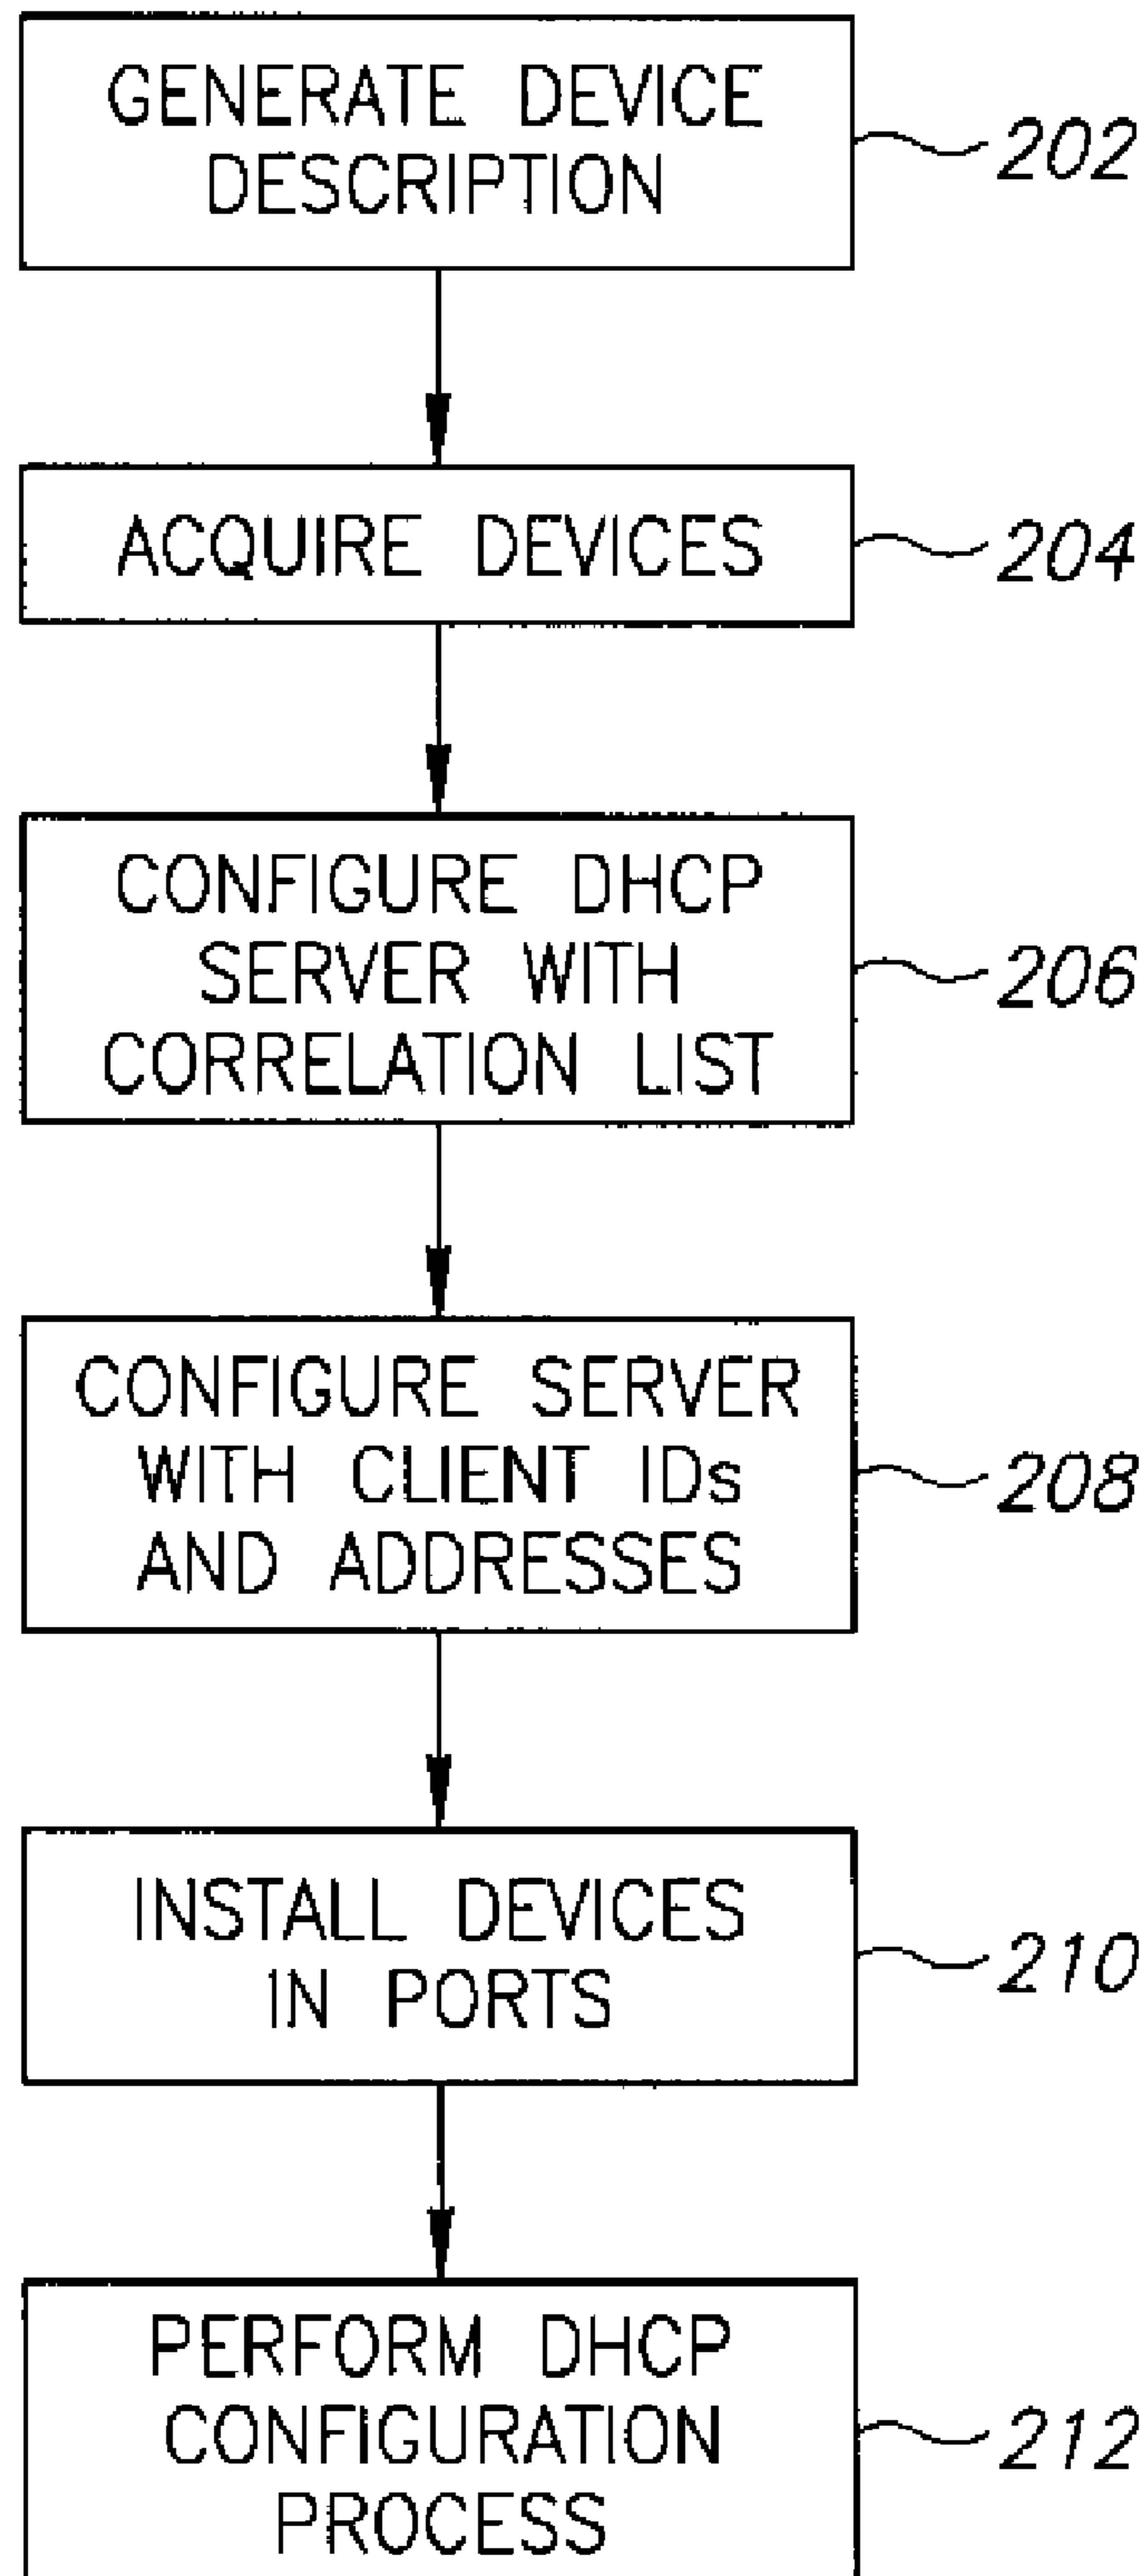 GENERATE DEVICE
DESCRIPTION
202
ACQUIRE DEVICES
204
CONFIGURE DHCP
SERVER WITH
CORRELATION LIST
206
CONFIGURE SERVER
WITH CLIENT IDs
AND ADDRESSES
208
INSTALL DEVICES
IN PORTS
210
PERFORM DHCP
CONFIGURATION
PROCESS
212